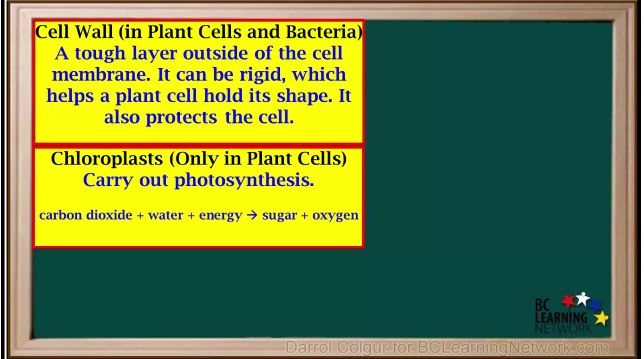 Cell Wall (in Plant Cells and Bacteria)
A tough layer outside of the cell
membrane. It can be rigid, which
helps a plant cell hold its shape. It
also protects the cell.
Chloroplasts (Only in Plant Cells)
Carry out photosynthesis.
carbon dioxide + water + energy → sugar + oxygen
BC
LEARNING
NETWORK
Darrol Colgur for BCLearningNetwork.com